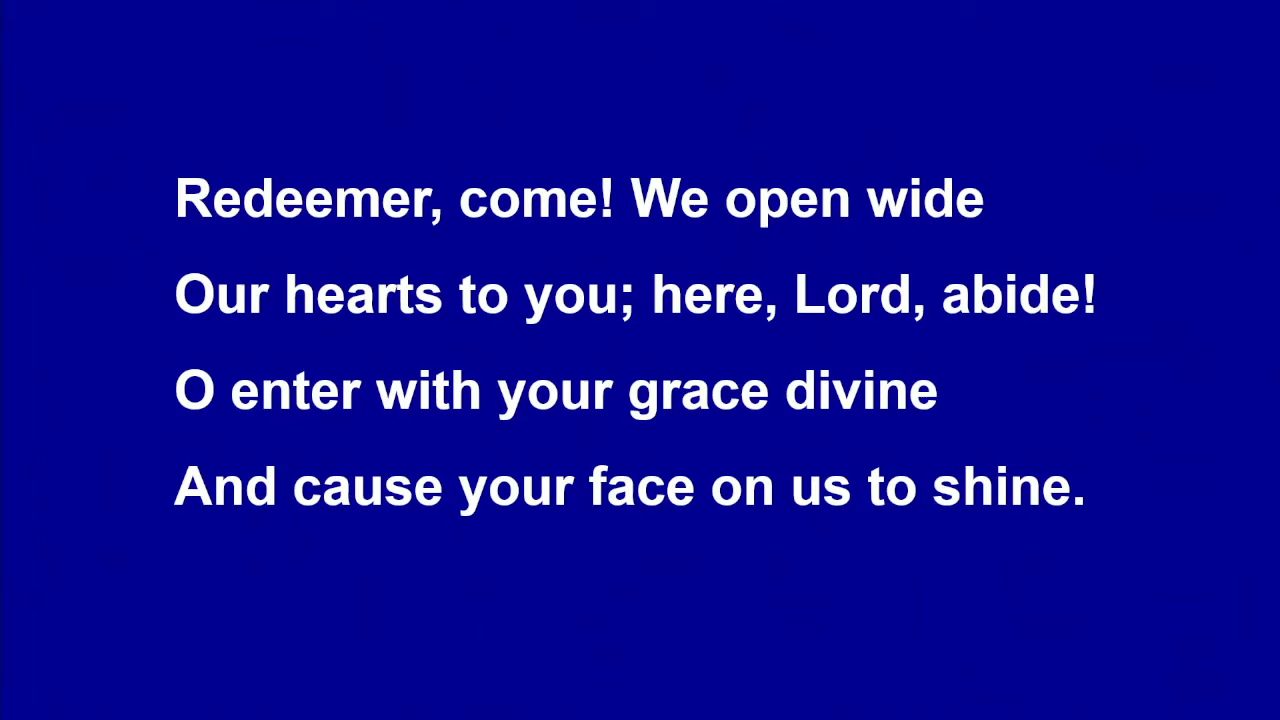 Redeemer, come! We open wide
Our hearts to you; here, Lord, abide!
O enter with your grace divine
And cause your face on us to shine.